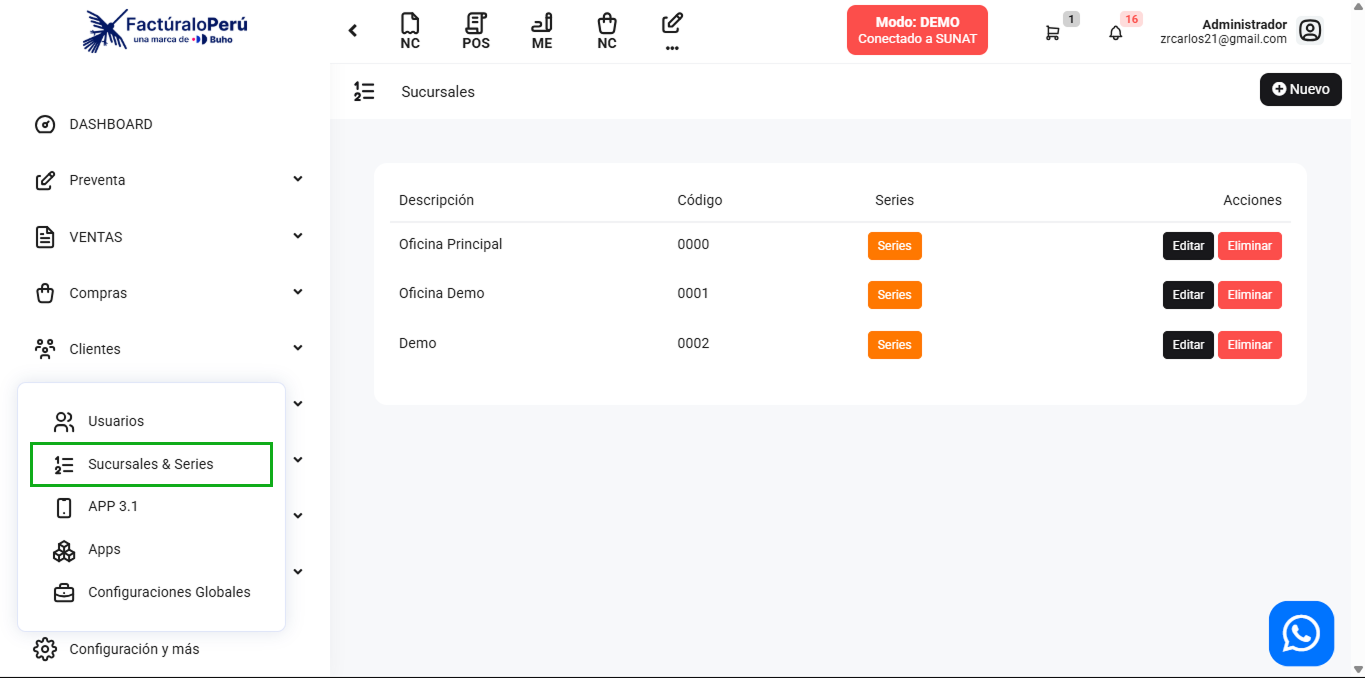 FactúraloPerú
una marca de Buho
NC
POS
ME
NC
...
Modo: DEMO
Conectado a SUNAT
1
16
Administrador
zrcarlos21@gmail.com
Sucursales
Nuevo
DASHBOARD
Preventa
VENTAS
Compras
Clientes
Usuarios
Sucursales & Series
APP 3.1
Apps
Configuraciones Globales
Configuración y más
Descripción Código Series Acciones
Oficina Principal 0000 Series Editar Eliminar
Oficina Demo 0001 Series Editar Eliminar
Demo 0002 Series Editar Eliminar